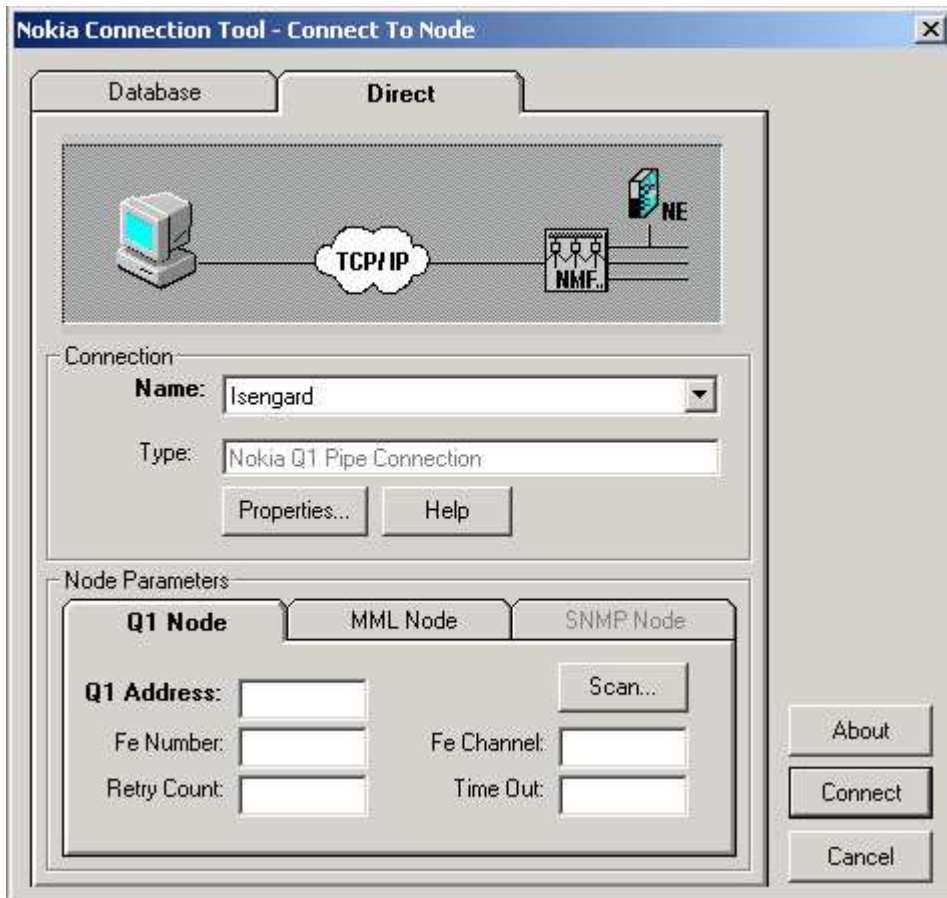 Nokia Connection Tool - Connect To Node
Database
Direct
NE
TCP/IP
NMF..
Connection
Name:
Isengard
Type:
Nokia Q1 Pipe Connection
Properties...
Help
Node Parameters
Q1 Node
MML Node
SNMP Node
Q1 Address:
Scan...
Fe Number:
Fe Channel:
Retry Count:
Time Out:
About
Connect
Cancel